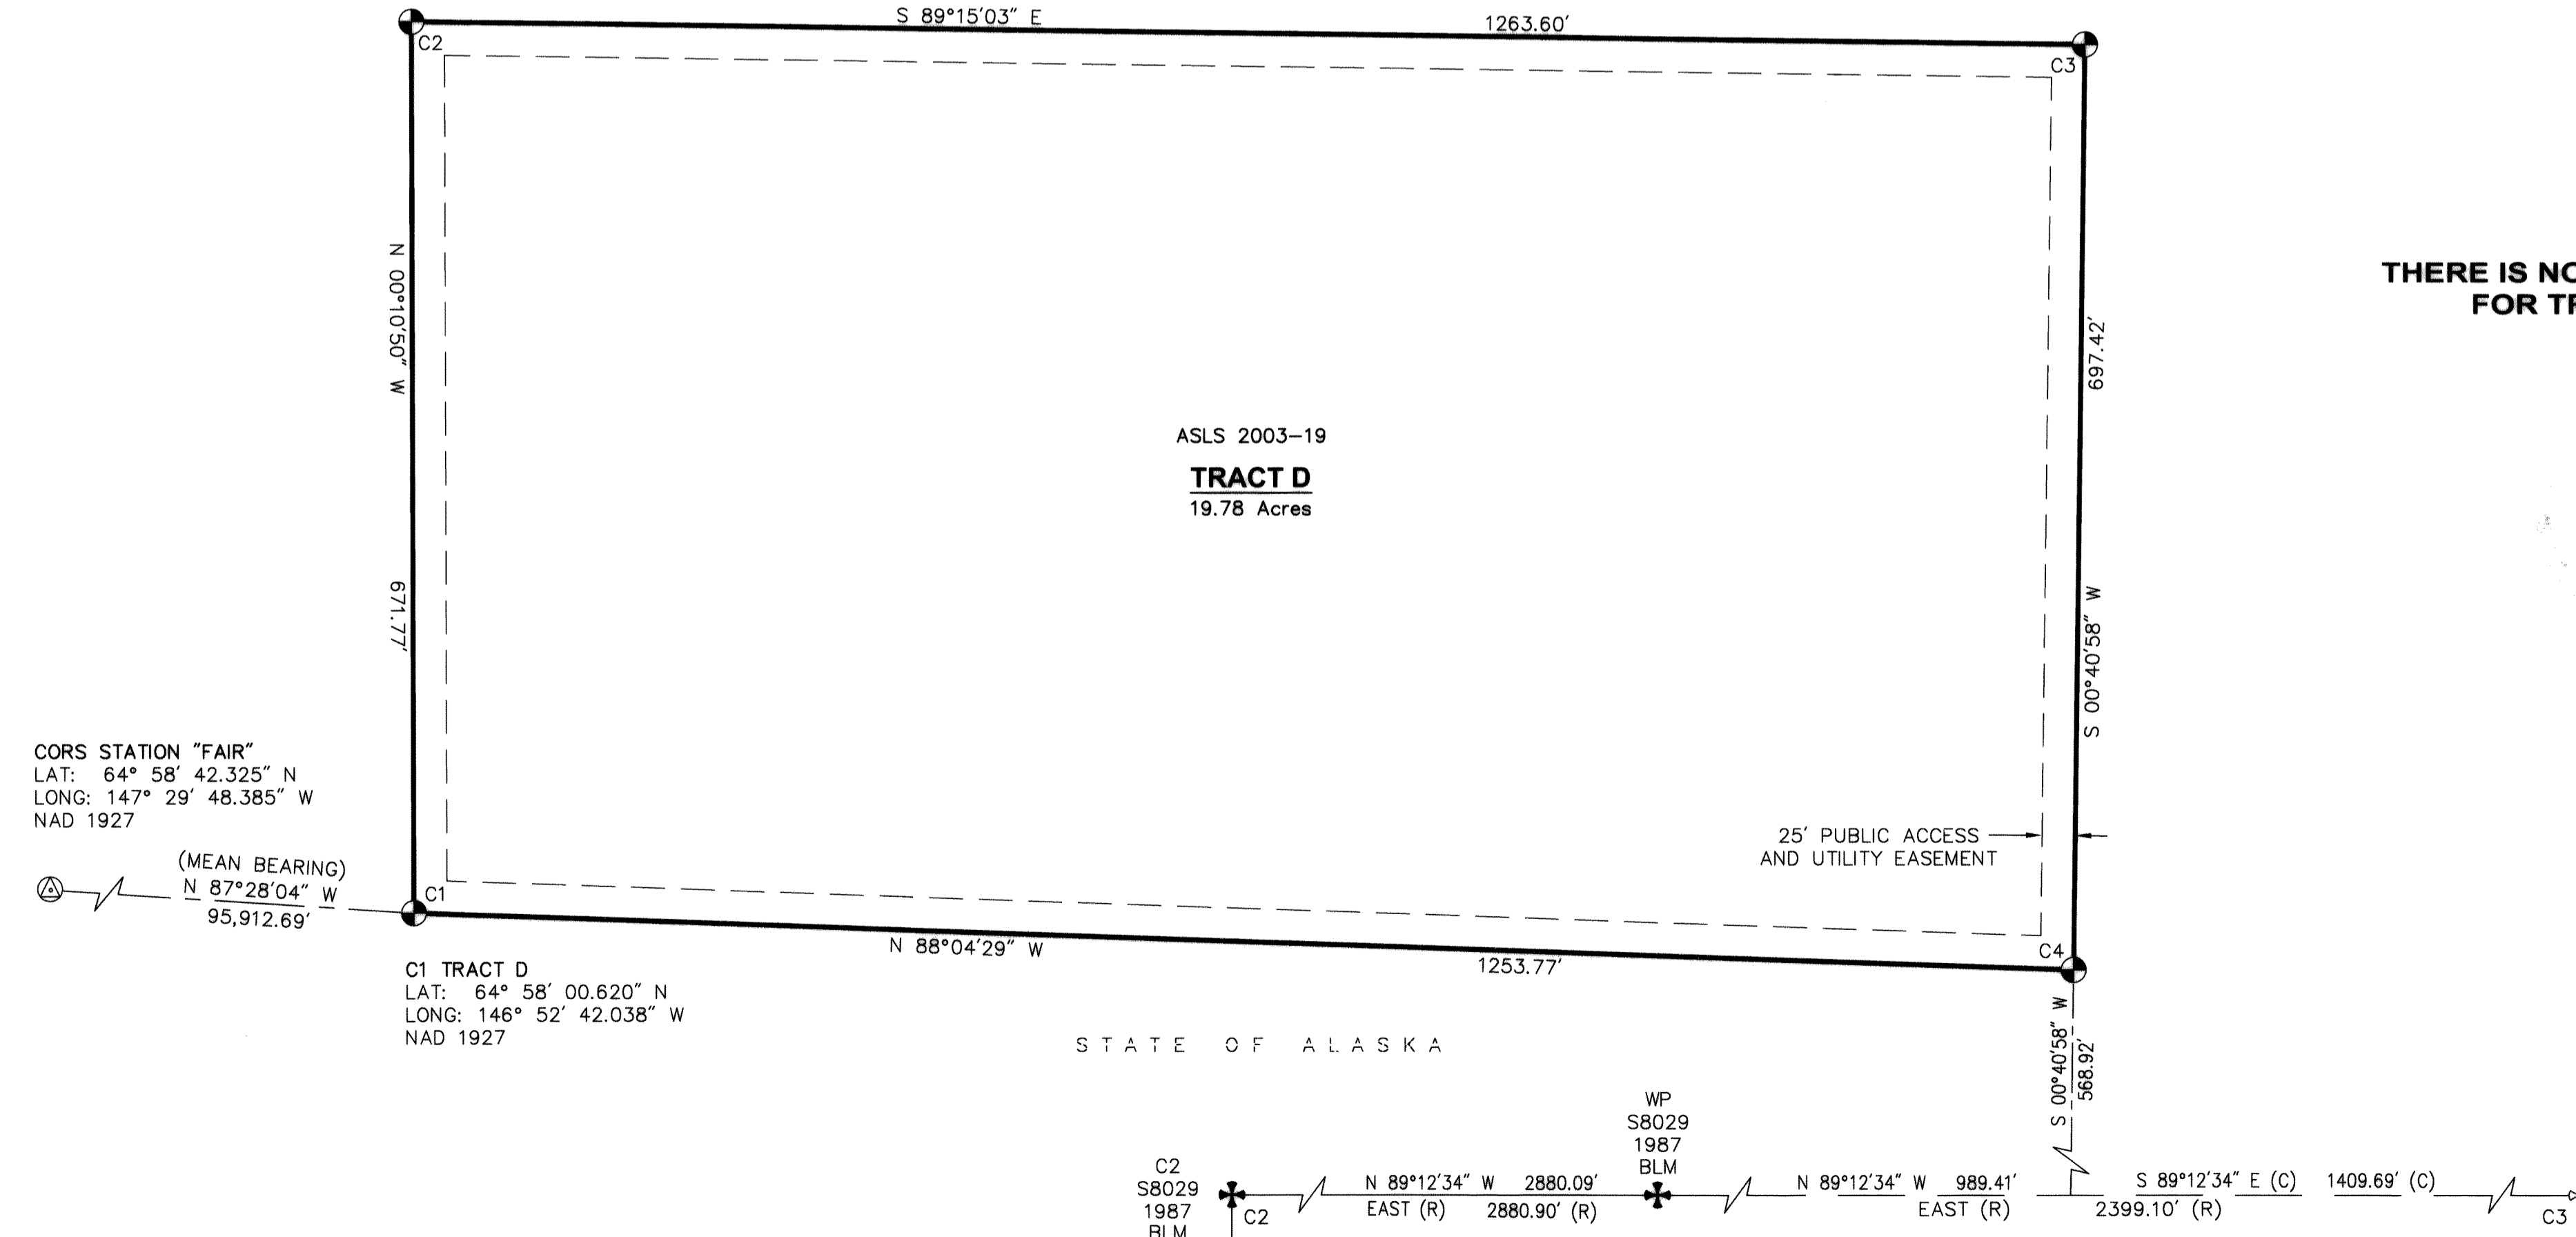 S 89°15'03" E
1263.60'
C2
C3
N 00°10'50" W
671.77'
697.42'
S 00°40'58" W
THERE IS NO
FOR TR
ASLS 2003-19
TRACT D
19.78 Acres
CORS STATION "FAIR"
LAT: 64° 58' 42.325" N
LONG: 147° 29' 48.385" W
NAD 1927
(MEAN BEARING)
N 87°28'04" W
95,912.69'
C1
25' PUBLIC ACCESS
AND UTILITY EASEMENT
N 88°04'29" W
1253.77'
C4
C1 TRACT D
LAT: 64° 58' 00.620" N
LONG: 146° 52' 42.038" W
NAD 1927
STATE OF ALASKA
S 00°40'58" W
568.92'
WP
S8029
1987
BLM
C2
S8029
1987
BLM
C2
N 89°12'34" W 2880.09'
EAST (R) 2880.90' (R)
N 89°12'34" W 989.41'
EAST (R) 2399.10' (R)
S 89°12'34" E (C) 1409.69' (C)
C3